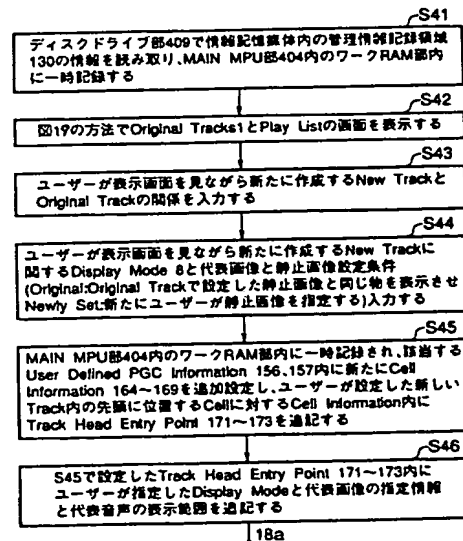 S41
ディスクドライブ部409で情報記憶媒体内の管理情報記録領域
130の情報を読み取り、MAIN MPU部404内のワークRAM部内
に一時記録する
S42
図19の方法でOriginal Tracks1とPlay Listの画面を表示する
S43
ユーザーが表示画面を見ながら新たに作成するNew Trackと
Original Trackの関係を入力する
S44
ユーザーが表示画面を見ながら新たに作成するNew Trackに
関するDisplay Mode 8と代表画像と静止画像設定条件
(Original:Original Trackで設定した静止画像と同じ物を表示させ
Newly Set:新たにユーザーが静止画像を指定する)入力する
S45
MAIN MPU部404内のワークRAM部内に一時記録され、該当する
User Defined PGC Information 156、157内に新たにCell
Information 164～169を追加設定し、ユーザーが設定した新しい
Track内の先頭に位置するCellに対するCell Information内に
Track Head Entry Point 171～173を追記する
S46
S45で設定したTrack Head Entry Point 171～173内に
ユーザーが指定したDisplay Modeと代表画像の指定情報
と代表音声の表示範囲を追記する
18a